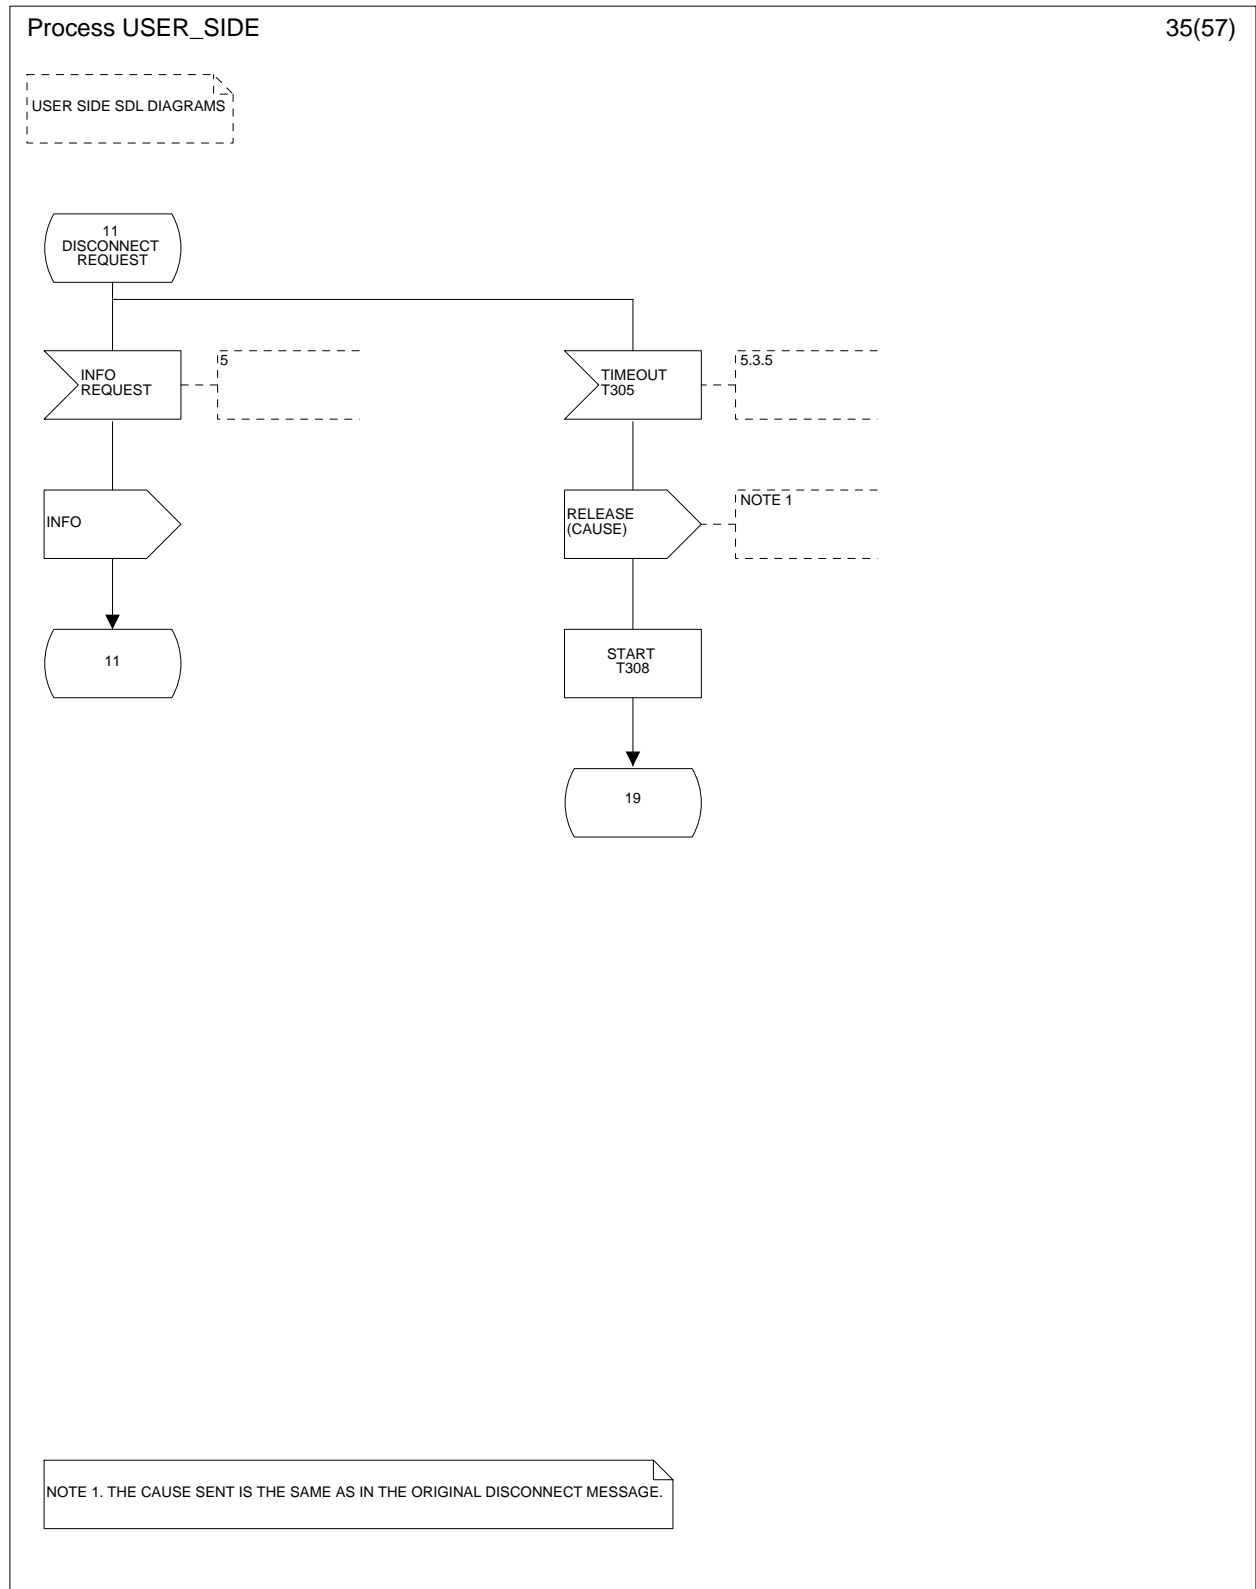 Process USER_SIDE
35(57)
USER SIDE SDL DIAGRAMS
11
DISCONNECT
REQUEST
INFO
REQUEST
5
TIMEOUT
T305
5.3.5
INFO
RELEASE
(CAUSE)
NOTE 1
11
START
T308
19
NOTE 1. THE CAUSE SENT IS THE SAME AS IN THE ORIGINAL DISCONNECT MESSAGE.